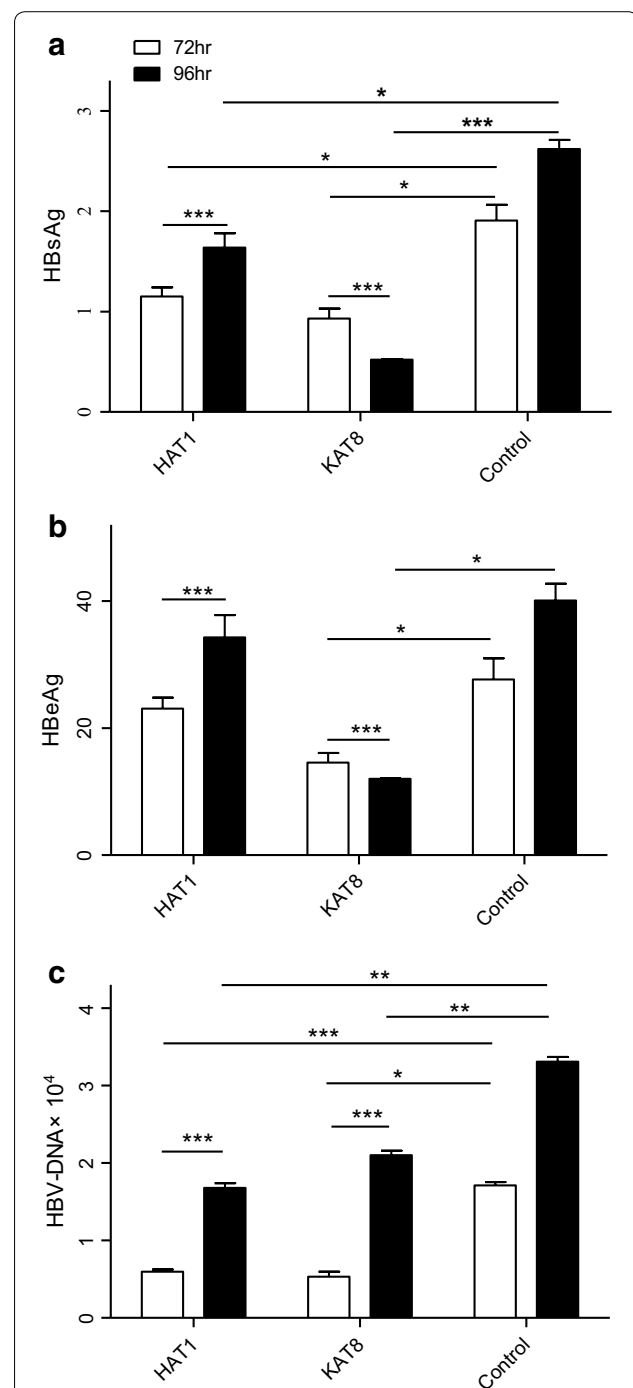 a
72hr
96hr
*
***
*
*
***
***
3
2
1
0
HBsAg
HAT1
KAT8
Control
b
*
***
*
***
40
20
0
HBeAg
HAT1
KAT8
Control
c
**
**
***
*
***
***
4
3
2
1
0
HBV-DNA× 10⁴
HAT1
KAT8
Control